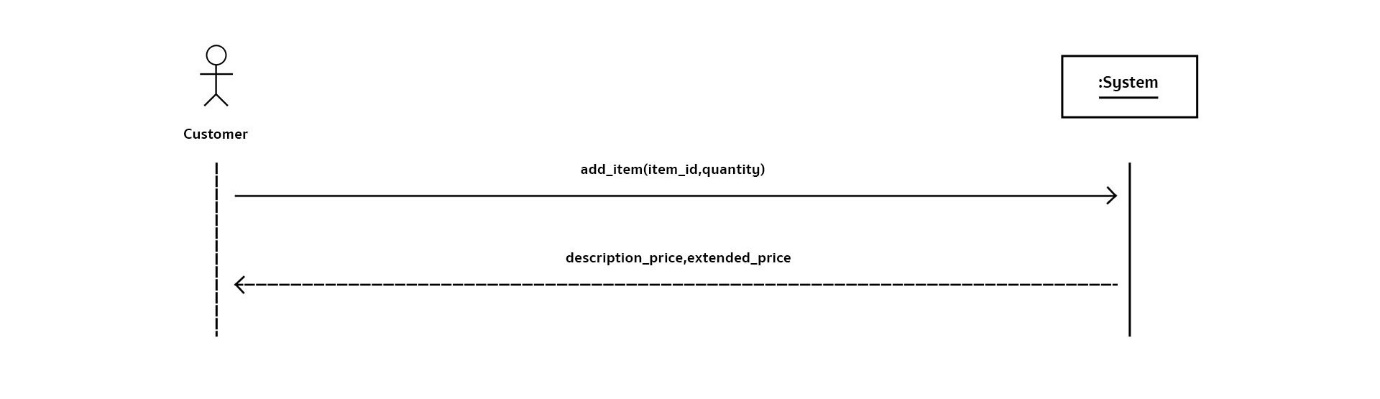 :System
Customer
add_item(item_id,quantity)
description_price,extended_price